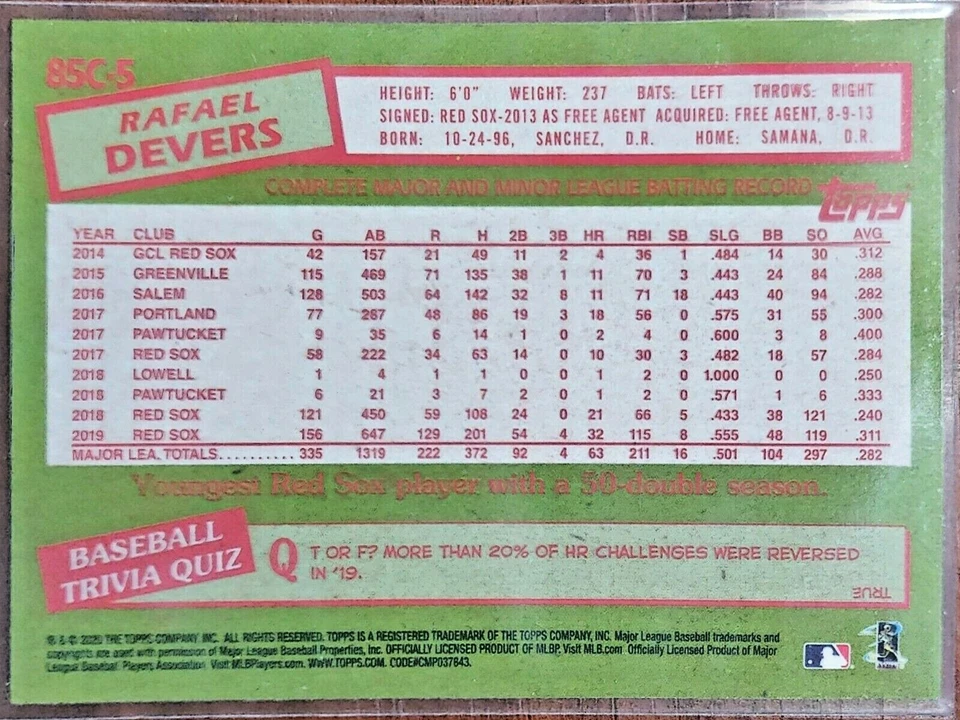 85C-5
RAFAEL
DEVERS
HEIGHT: 6'0" WEIGHT: 237 BATS: LEFT THROWS: RIGHT
SIGNED: RED SOX-2013 AS FREE AGENT ACQUIRED: FREE AGENT, 8-9-13
BORN: 10-24-96, SANCHEZ, D.R. HOME: SAMANA, D.R.
COMPLETE MAJOR AND MINOR LEAGUE BATTING RECORD
Topps
YEAR CLUB G AB R H 2B 3B HR RBI SB SLG BB SO AVG
2014 GCL RED SOX 42 157 21 49 11 2 4 36 1 .484 14 30 .312
2015 GREENVILLE 115 469 71 135 38 1 11 70 3 .443 24 84 .288
2016 SALEM 128 503 64 142 32 8 11 71 18 .443 40 94 .282
2017 PORTLAND 77 287 48 86 19 3 18 56 0 .575 31 55 .300
2017 PAWTUCKET 9 35 6 14 1 0 2 4 0 .600 3 8 .400
2017 RED SOX 58 222 34 63 14 0 10 30 3 .482 18 57 .284
2018 LOWELL 1 4 1 1 0 0 1 2 0 1.000 0 0 .250
2018 PAWTUCKET 6 21 3 7 2 0 1 2 0 .571 1 6 .333
2018 RED SOX 121 450 59 108 24 0 21 66 5 .433 38 121 .240
2019 RED SOX 156 647 129 201 54 4 32 115 8 .555 48 119 .311
MAJOR LEA. TOTALS.......... 335 1319 222 372 92 4 63 211 16 .501 104 297 .282
Youngest Red Sox player with a 50-double season.
BASEBALL
TRIVIA QUIZ
Q T OR F? MORE THAN 20% OF HR CHALLENGES WERE REVERSED
IN '19.
TRUE
® & © 2020 THE TOPPS COMPANY, INC. ALL RIGHTS RESERVED. TOPPS IS A REGISTERED TRADEMARK OF THE TOPPS COMPANY, INC. Major League Baseball trademarks and
copyrights are used with permission of Major League Baseball Properties, Inc. OFFICIALLY LICENSED PRODUCT OF MLBP. Visit MLB.com Officially Licensed Product of Major
League Baseball Players Association. Visit MLBPlayers.com. WWW.TOPPS.COM. CODE#CMP037643.